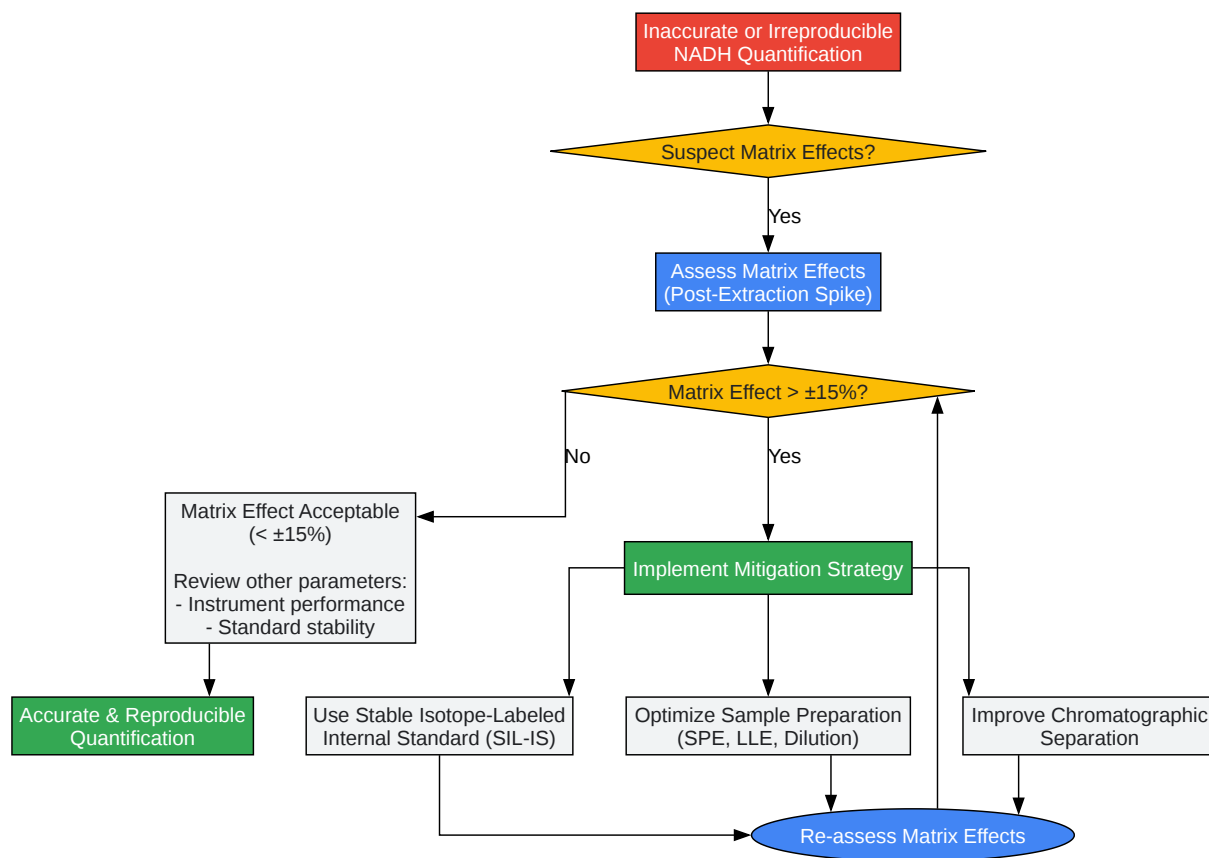 Inaccurate or Irreproducible
NADH Quantification
Suspect Matrix Effects?
Yes
Assess Matrix Effects
(Post-Extraction Spike)
Matrix Effect > ±15%?
No
Yes
Matrix Effect Acceptable
(< ±15%)
Review other parameters:
- Instrument performance
- Standard stability
Implement Mitigation Strategy
Accurate & Reproducible
Quantification
Use Stable Isotope-Labeled
Internal Standard (SIL-IS)
Optimize Sample Preparation
(SPE, LLE, Dilution)
Improve Chromatographic
Separation
Re-assess Matrix Effects